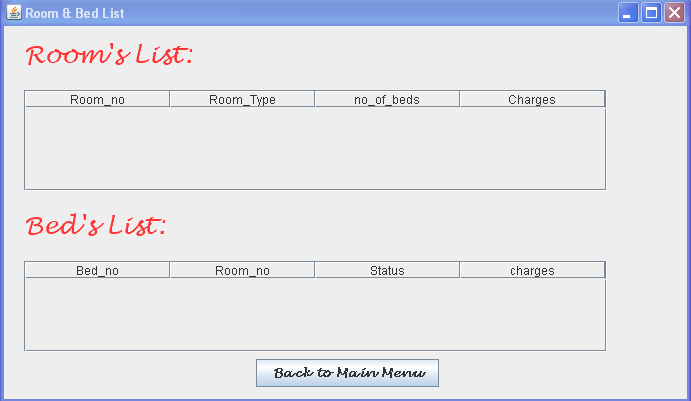 Room & Bed List
Room's List:
Room_no Room_Type no_of_beds Charges
Bed's List:
Bed_no Room_no Status charges
Back to Main Menu